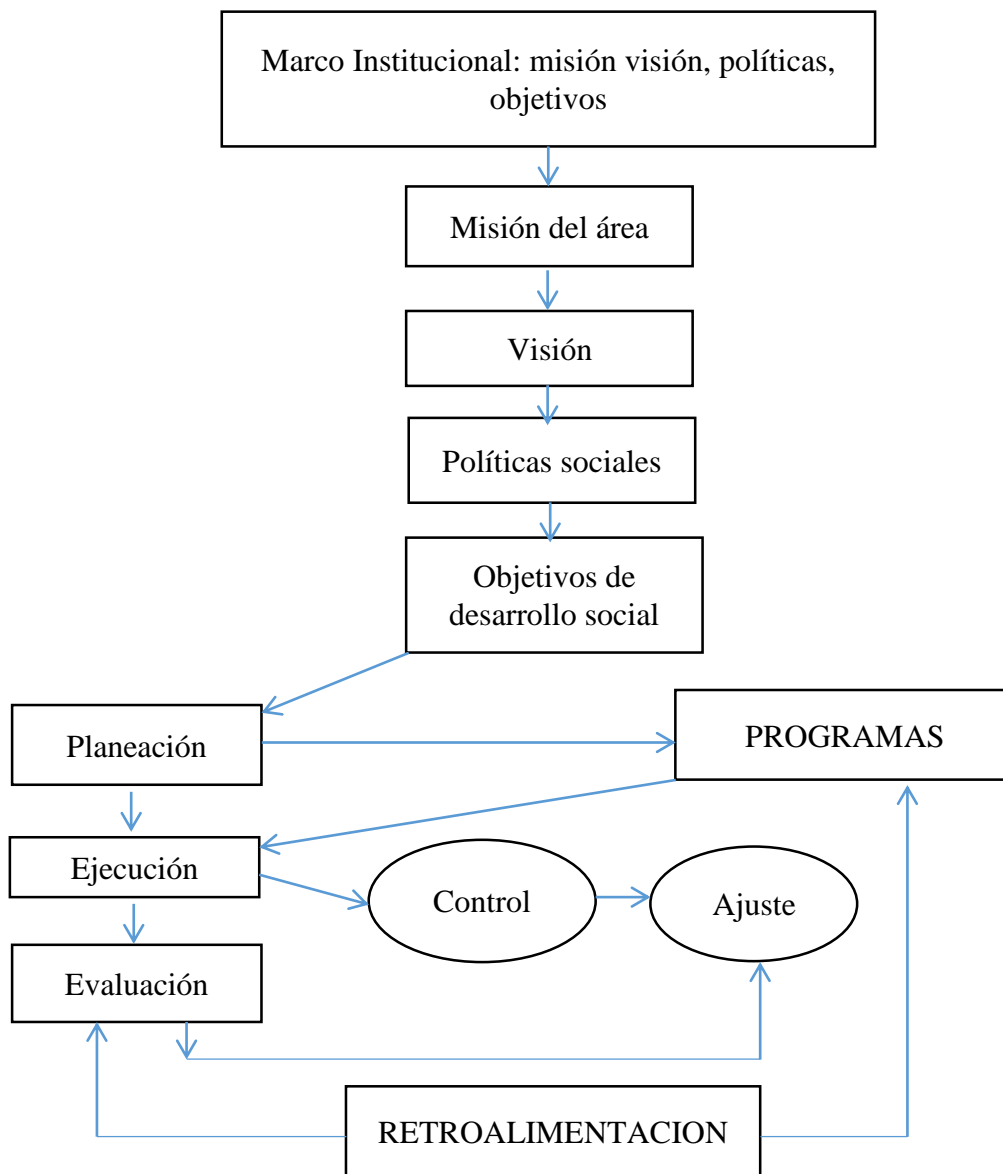 Marco Institucional: misión visión, políticas,
objetivos
Misión del área
Visión
Políticas sociales
Objetivos de
desarrollo social
Planeación
PROGRAMAS
Ejecución
Control
Ajuste
Evaluación
RETROALIMENTACION